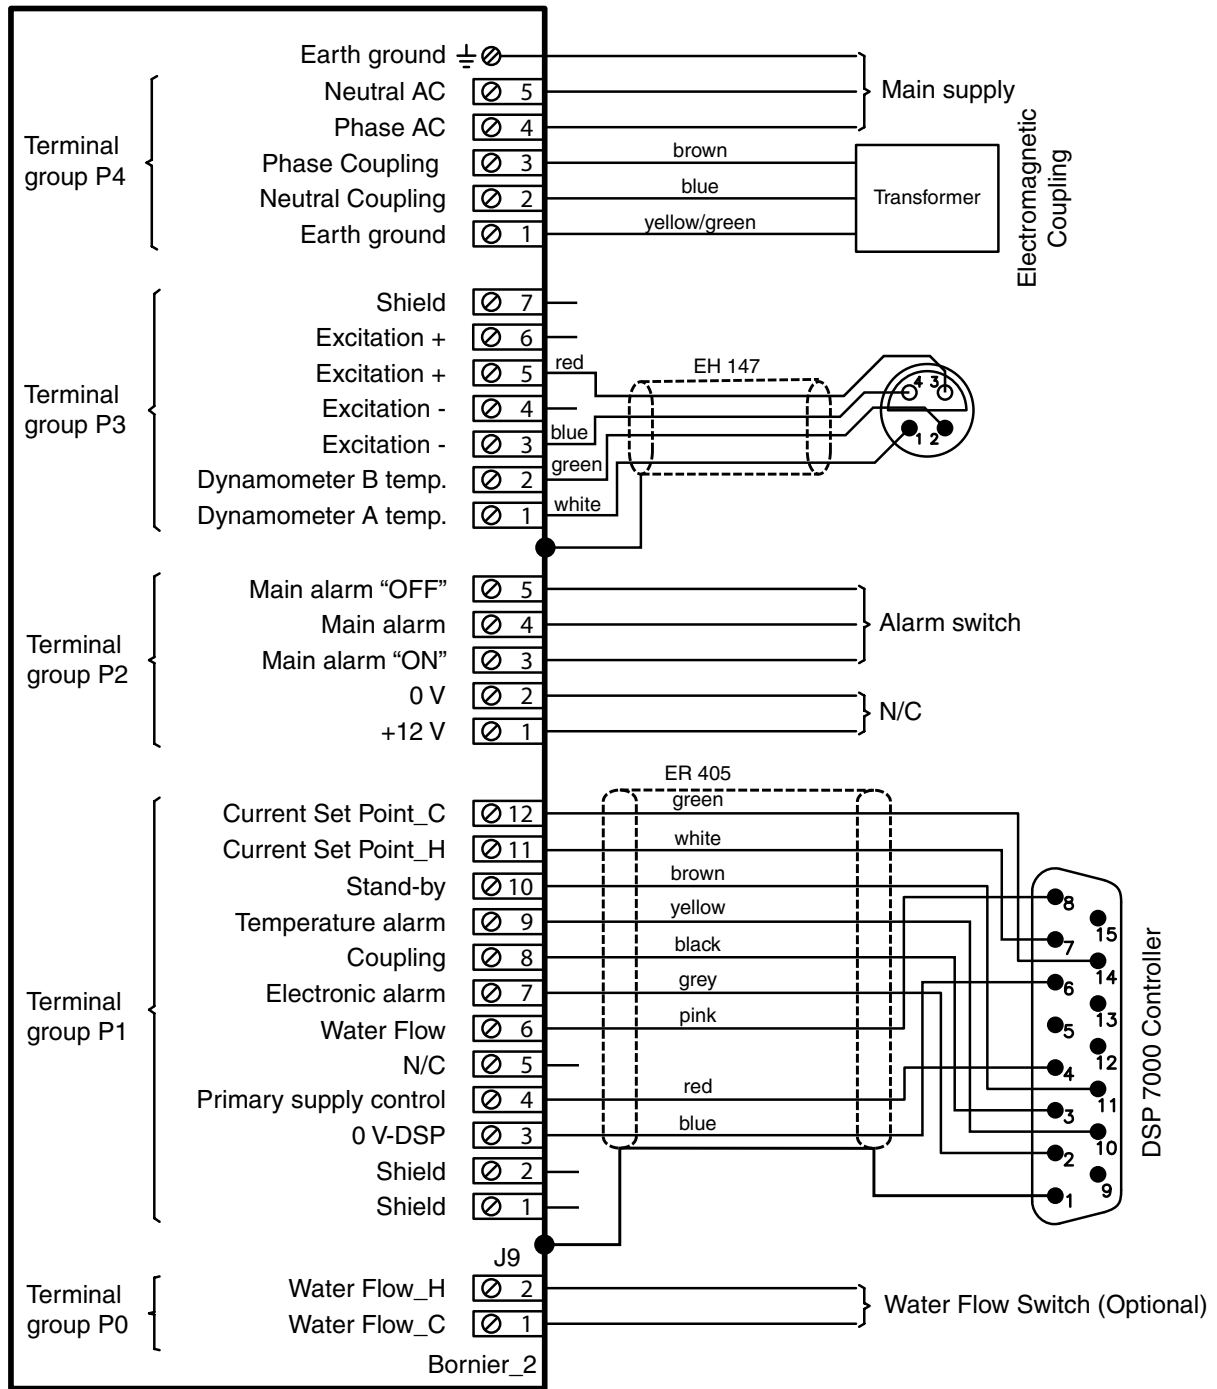 Earth ground
Neutral AC 5
Phase AC 4
Phase Coupling 3
Neutral Coupling 2
Earth ground 1
Terminal
group P4
Main supply
brown
blue
yellow/green
Transformer
Electromagnetic
Coupling
Shield 7
Excitation + 6
Excitation + 5
Excitation - 4
Excitation - 3
Dynamometer B temp. 2
Dynamometer A temp. 1
Terminal
group P3
red
blue
green
white
EH 147
4 3
1 2
Main alarm “OFF” 5
Main alarm 4
Main alarm “ON” 3
0 V 2
+12 V 1
Terminal
group P2
Alarm switch
N/C
ER 405
Current Set Point_C 12
Current Set Point_H 11
Stand-by 10
Temperature alarm 9
Coupling 8
Electronic alarm 7
Water Flow 6
N/C 5
Primary supply control 4
0 V-DSP 3
Shield 2
Shield 1
Terminal
group P1
green
white
brown
yellow
black
grey
pink
red
blue
8
15
7
14
6
13
5
12
4
11
3
10
2
9
1
DSP 7000 Controller
J9
Water Flow_H 2
Water Flow_C 1
Terminal
group P0
Water Flow Switch (Optional)
Bornier_2